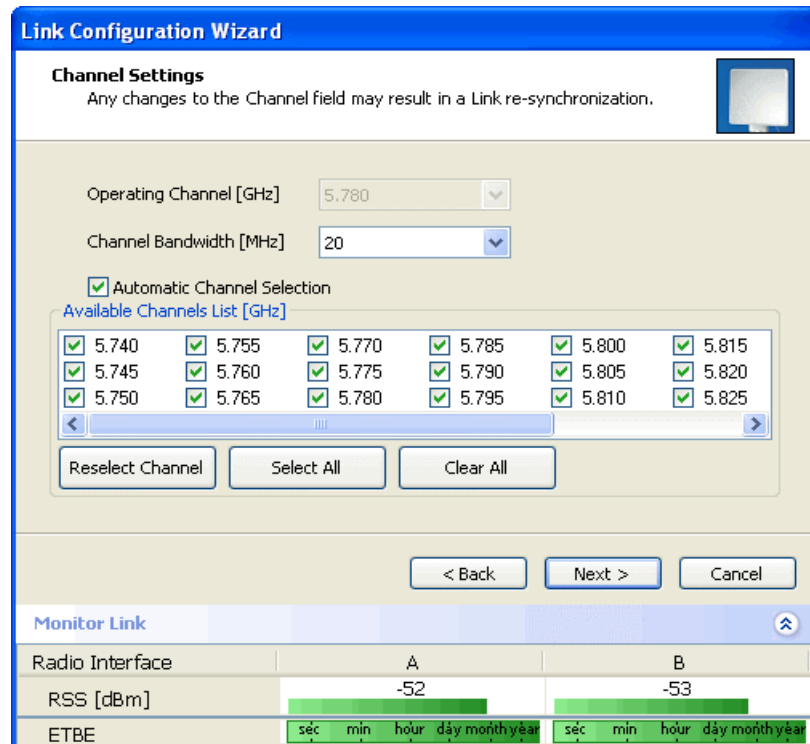 Link Configuration Wizard
Channel Settings
Any changes to the Channel field may result in a Link re-synchronization.
Operating Channel [GHz] 5.780
Channel Bandwidth [MHz] 20
Automatic Channel Selection
Available Channels List [GHz]
5.740 5.755 5.770 5.785 5.800 5.815
5.745 5.760 5.775 5.790 5.805 5.820
5.750 5.765 5.780 5.795 5.810 5.825
Reselect Channel Select All Clear All
< Back Next > Cancel
Monitor Link
Radio Interface A B
RSS [dBm] -52 -53
ETBE sec min hour day month year sec min hour day month year